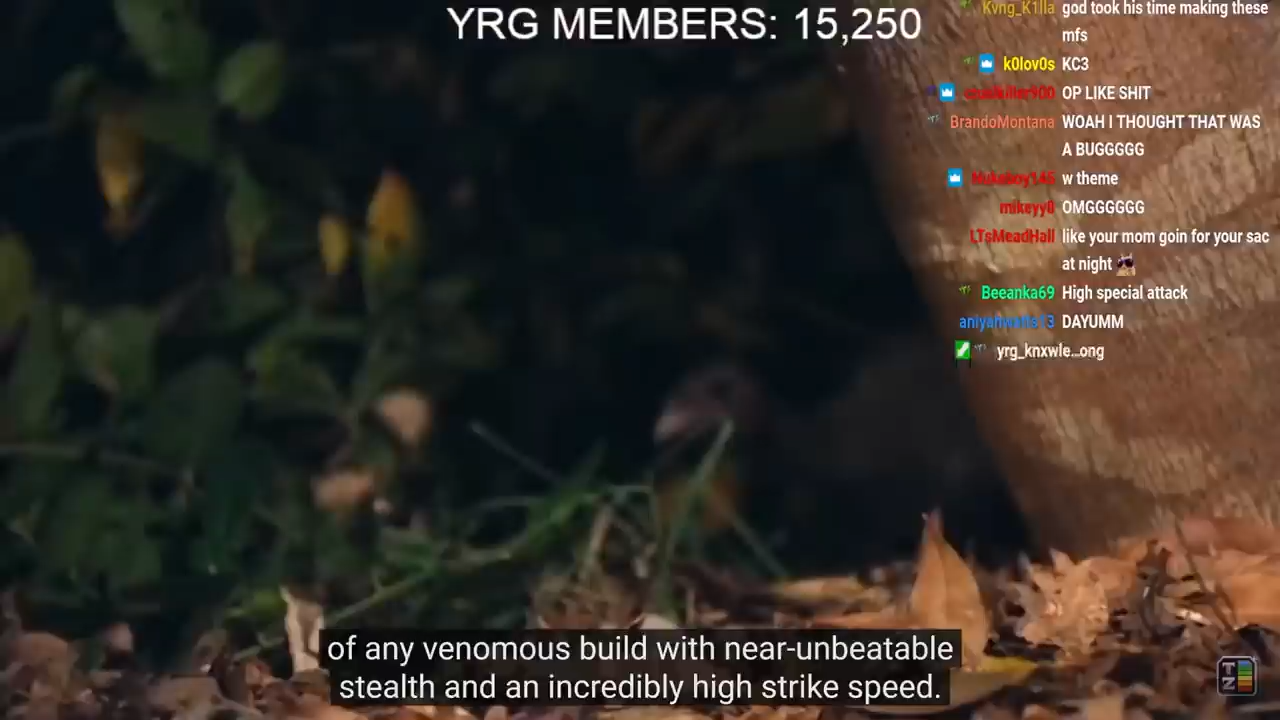 YRG MEMBERS: 15,250
Kvng_K1lla god took his time making these
mfs
k0lov0s KC3
OP LIKE SHIT
BrandoMontana WOAH I THOUGHT THAT WAS
A BUGGGGG
w theme
mikeyy0 OMGGGGGG
LTsMeadHall like your mom goin for your sac
at night
Beeanka69 High special attack
DAYUMM
yrg_knxwle...ong
of any venomous build with near-unbeatable
stealth and an incredibly high strike speed.
TZ